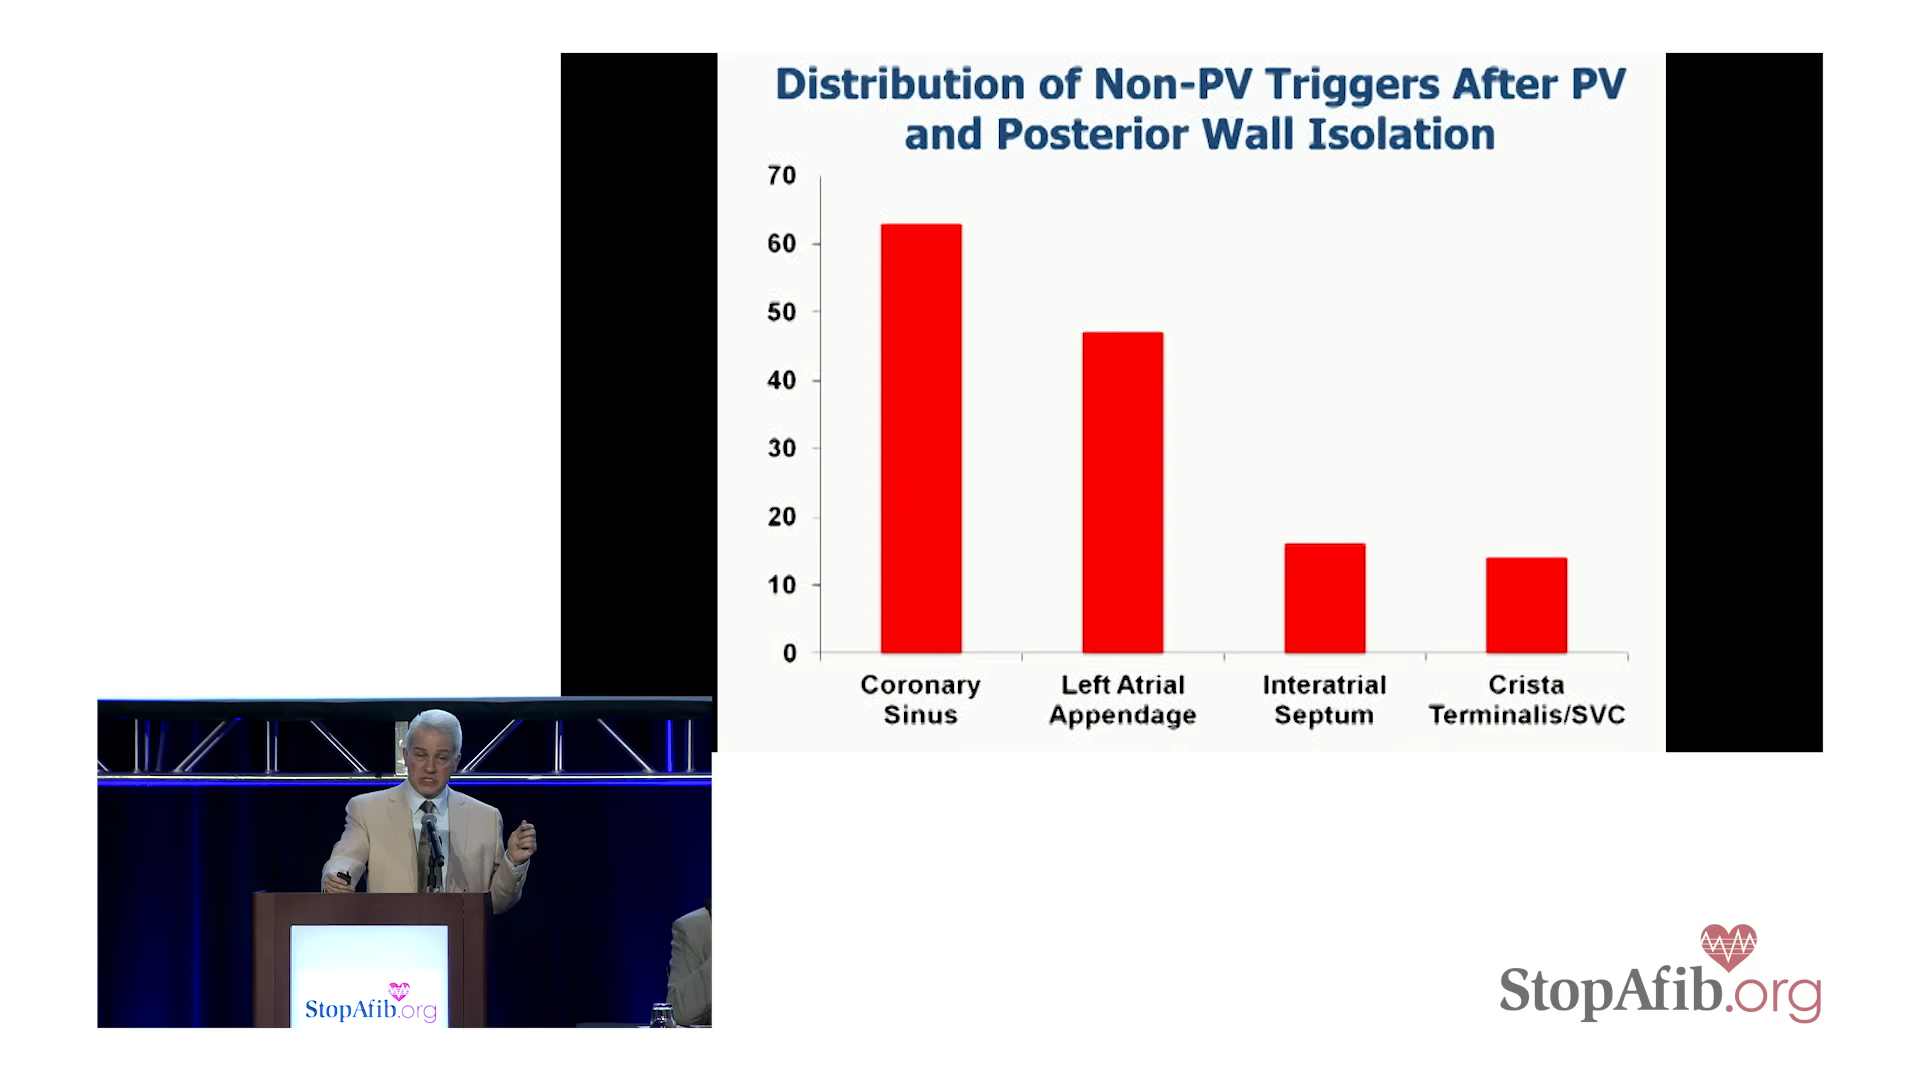 Distribution of Non-PV Triggers After PV
and Posterior Wall Isolation
70
60
50
40
30
20
10
0
Coronary
Sinus
Left Atrial
Appendage
Interatrial
Septum
Crista
Terminalis/SVC
StopAfib.org
StopAfib.org